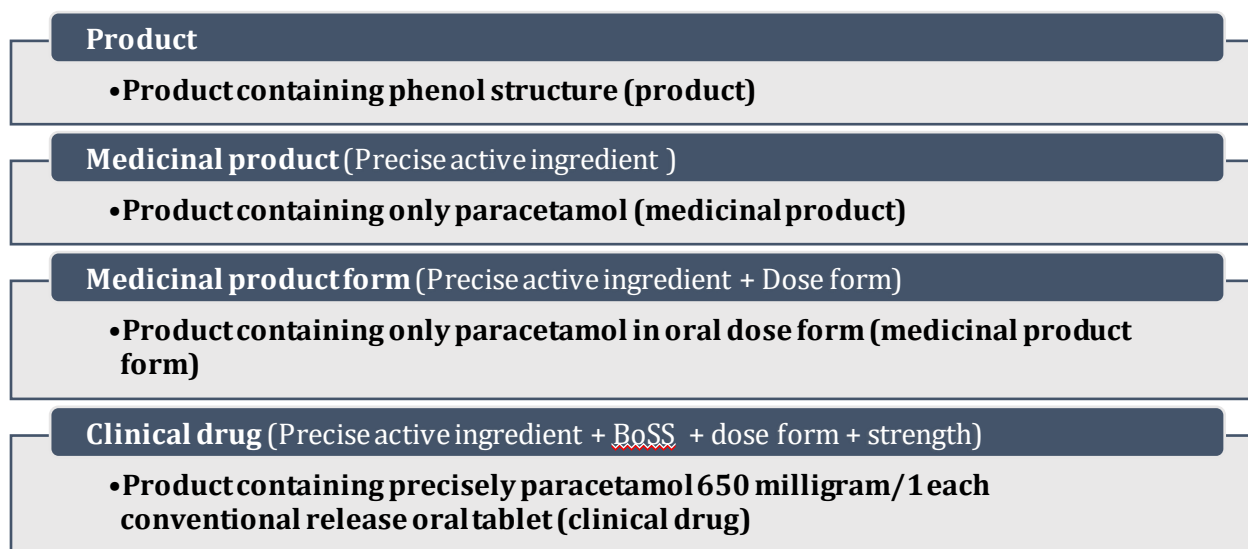 Product
•Product containing phenol structure (product)
Medicinal product (Precise active ingredient )
•Product containing only paracetamol (medicinal product)
Medicinal product form (Precise active ingredient + Dose form)
•Product containing only paracetamol in oral dose form (medicinal product
form)
Clinical drug (Precise active ingredient + BoSS + dose form + strength)
•Product containing precisely paracetamol 650 milligram/1 each
conventional release oral tablet (clinical drug)